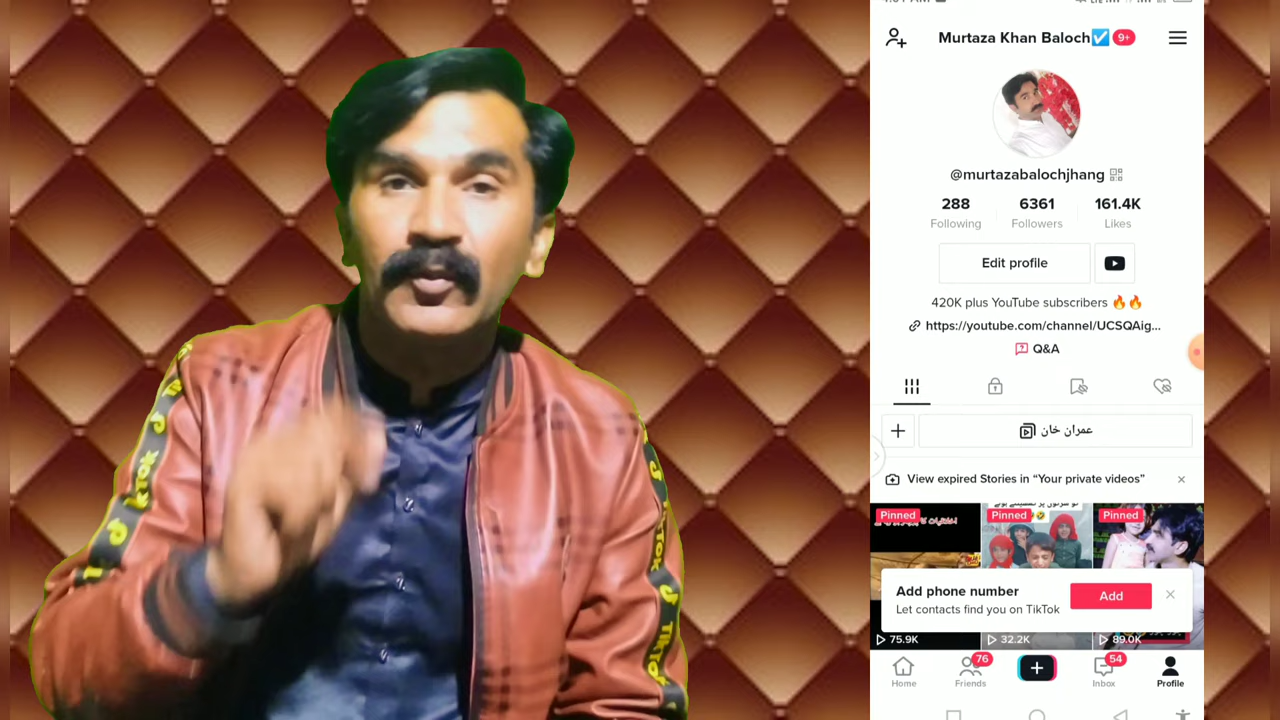 Murtaza Khan Baloch☑ 9+
@murtazabalochjhang
288 6361 161.4K
Following Followers Likes
Edit profile
420K plus YouTube subscribers 🔥🔥
https://youtube.com/channel/UCSQAig...
Q&A
عمران خان
View expired Stories in “Your private videos”
Pinned Pinned Pinned
Add phone number
Let contacts find you on TikTok
Add
75.9K 32.2K 89.0K
76 54
Home Friends Inbox Profile
kTok
TikTok